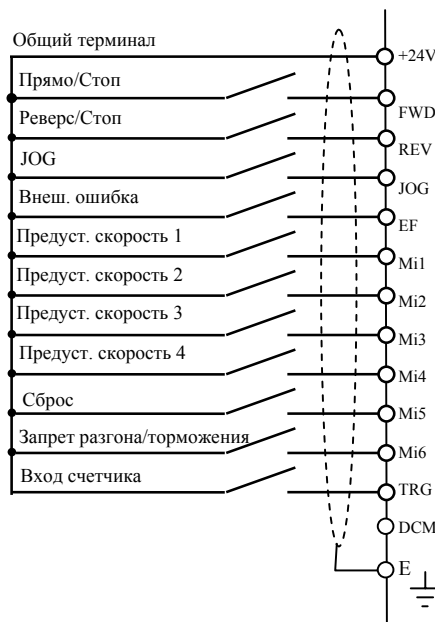 Общий терминал
+24V
Прямо/Стоп
FWD
Реверс/Стоп
REV
JOG
JOG
Внеш. ошибка
EF
Предуст. скорость 1
Mi1
Предуст. скорость 2
Mi2
Предуст. скорость 3
Mi3
Предуст. скорость 4
Mi4
Сброс
Mi5
Запрет разгона/торможения
Mi6
Вход счетчика
TRG
DCM
E